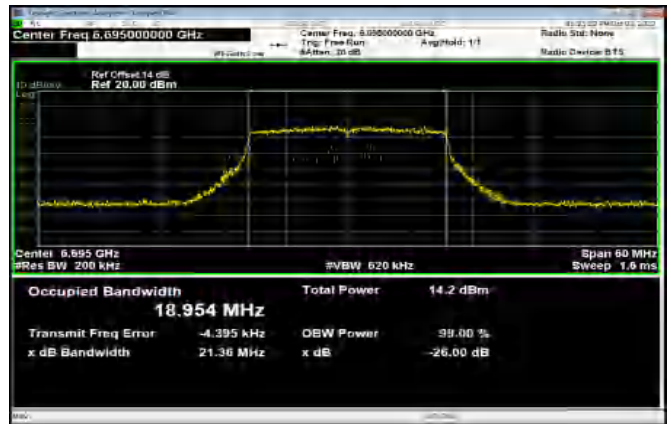 Center Freq 6.695000000 GHz
Center Freq: 6.695000000 GHz
Trig: Free Run
Avg|Hold: 1/1
#Atten: 20 dB
Radio Std: None
Radio Device: BTS
Ref Offset 14 dB
Ref 20.00 dBm
10 dB/div
Log
Center 6.695 GHz
Span 60 MHz
#Res BW 200 kHz
#VBW 620 kHz
Sweep 1.6 ms
Occupied Bandwidth
Total Power 14.2 dBm
18.954 MHz
Transmit Freq Error -4.395 kHz
OBW Power 99.00 %
x dB Bandwidth 21.36 MHz
x dB -26.00 dB